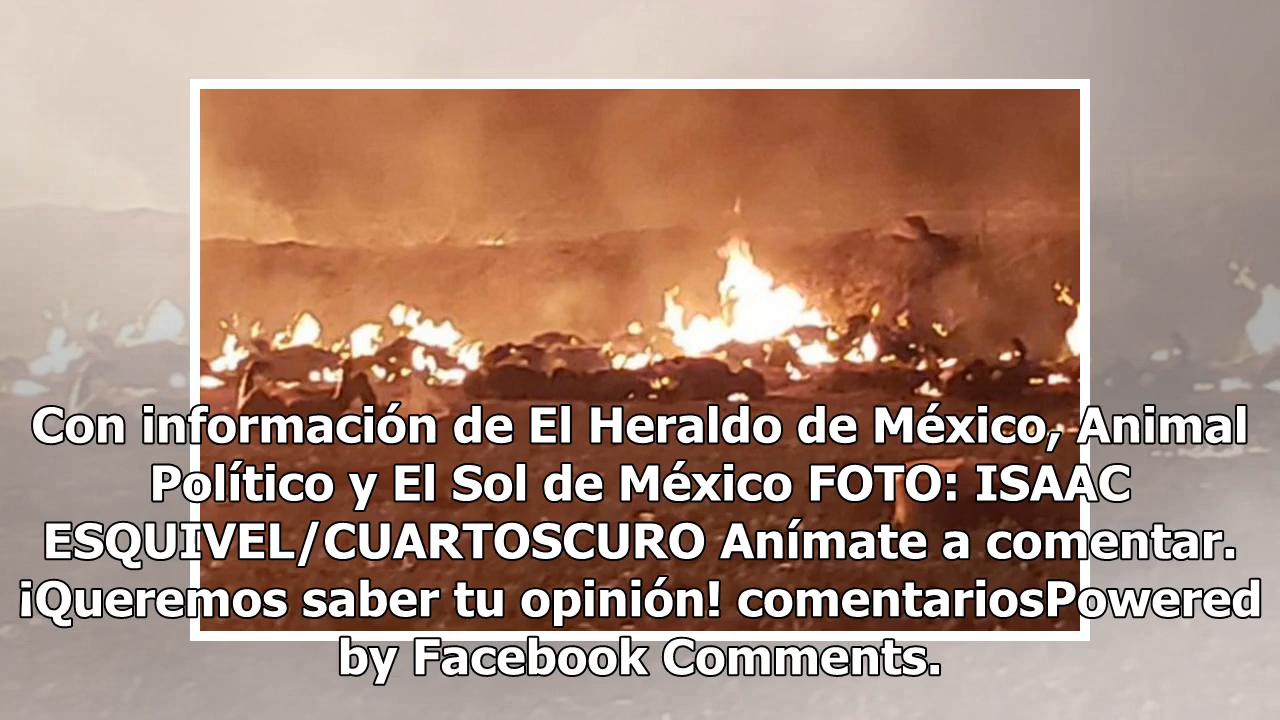 Con información de El Heraldo de México, Animal
Político y El Sol de México FOTO: ISAAC
ESQUIVEL/CUARTOSCURO Anímate a comentar.
¡Queremos saber tu opinión! comentariosPowered
by Facebook Comments.